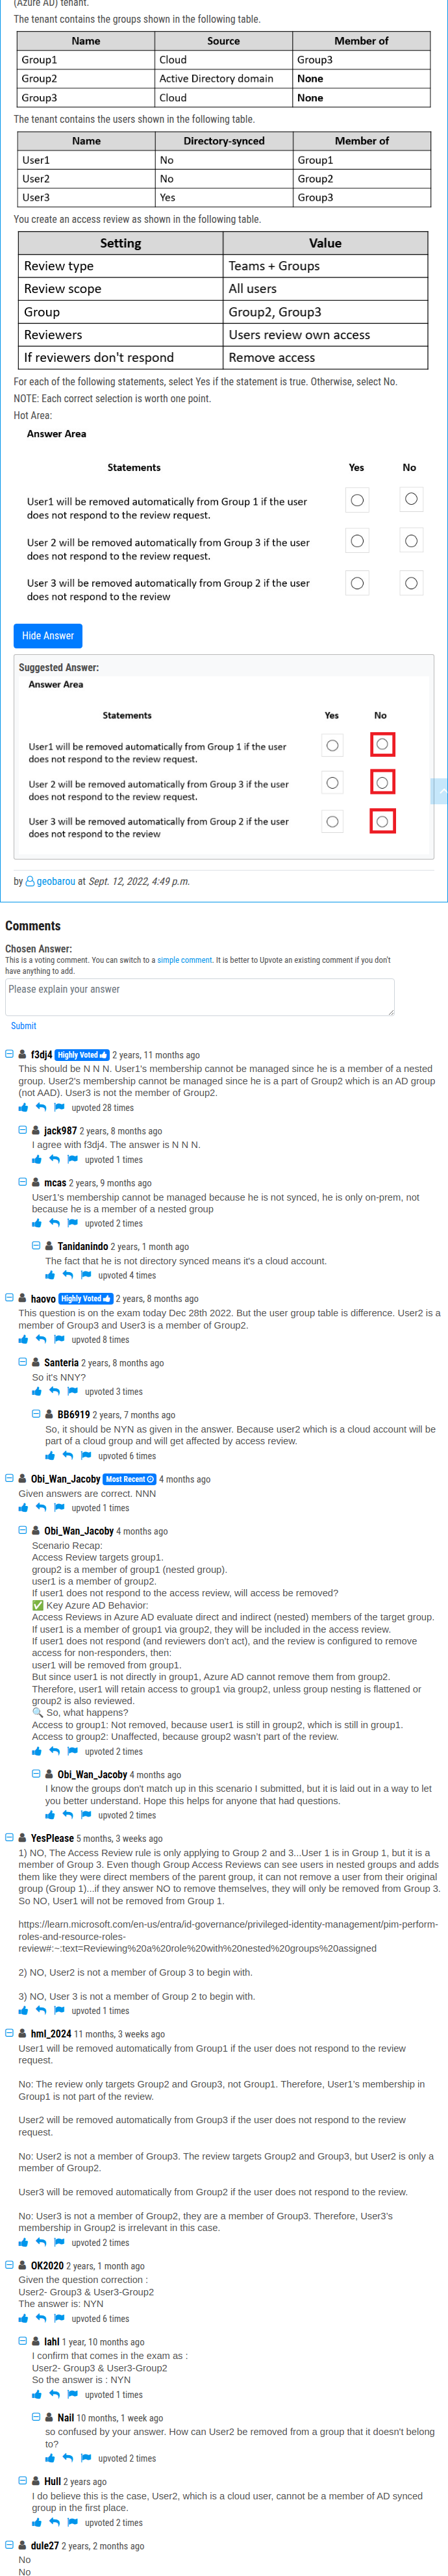 (Azure AD) tenant.
The tenant contains the groups shown in the following table.
Name Source Member of
Group1 Cloud Group3
Group2 Active Directory domain None
Group3 Cloud None
The tenant contains the users shown in the following table.
Name Directory-synced Member of
User1 No Group1
User2 No Group2
User3 Yes Group3
You create an access review as shown in the following table.
Setting Value
Review type Teams + Groups
Review scope All users
Group Group2, Group3
Reviewers Users review own access
If reviewers don't respond Remove access
For each of the following statements, select Yes if the statement is true. Otherwise, select No.
NOTE: Each correct selection is worth one point.
Hot Area:
Answer Area
Statements Yes No
User1 will be removed automatically from Group 1 if the user
does not respond to the review request.
User 2 will be removed automatically from Group 3 if the user
does not respond to the review request.
User 3 will be removed automatically from Group 2 if the user
does not respond to the review
Hide Answer
Suggested Answer:
Answer Area
Statements Yes No
User1 will be removed automatically from Group 1 if the user
does not respond to the review request.
User 2 will be removed automatically from Group 3 if the user
does not respond to the review request.
User 3 will be removed automatically from Group 2 if the user
does not respond to the review
by geobarou at Sept. 12, 2022, 4:49 p.m.
Comments
Chosen Answer:
This is a voting comment. You can switch to a simple comment. It is better to Upvote an existing comment if you don't
have anything to add.
Please explain your answer
Submit
f3dj4 Highly Voted 2 years, 11 months ago
This should be N N N. User1's membership cannot be managed since he is a member of a nested
group. User2's membership cannot be managed since he is a part of Group2 which is an AD group
(not AAD). User3 is not the member of Group2.
upvoted 28 times
jack987 2 years, 8 months ago
I agree with f3dj4. The answer is N N N.
upvoted 1 times
mcas 2 years, 9 months ago
User1's membership cannot be managed because he is not synced, he is only on-prem, not
because he is a member of a nested group
upvoted 2 times
Tanidanindo 2 years, 1 month ago
The fact that he is not directory synced means it's a cloud account.
upvoted 4 times
haovo Highly Voted 2 years, 8 months ago
This question is on the exam today Dec 28th 2022. But the user group table is difference. User2 is a
member of Group3 and User3 is a member of Group2.
upvoted 8 times
Santeria 2 years, 8 months ago
So it's NNY?
upvoted 3 times
BB6919 2 years, 7 months ago
So, it should be NYN as given in the answer. Because user2 which is a cloud account will be
part of a cloud group and will get affected by access review.
upvoted 6 times
Obi_Wan_Jacoby Most Recent 4 months ago
Given answers are correct. NNN
upvoted 1 times
Obi_Wan_Jacoby 4 months ago
Scenario Recap:
Access Review targets group1.
group2 is a member of group1 (nested group).
user1 is a member of group2.
If user1 does not respond to the access review, will access be removed?
✅ Key Azure AD Behavior:
Access Reviews in Azure AD evaluate direct and indirect (nested) members of the target group.
If user1 is a member of group1 via group2, they will be included in the access review.
If user1 does not respond (and reviewers don't act), and the review is configured to remove
access for non-responders, then:
user1 will be removed from group1.
But since user1 is not directly in group1, Azure AD cannot remove them from group2.
Therefore, user1 will retain access to group1 via group2, unless group nesting is flattened or
group2 is also reviewed.
🔍 So, what happens?
Access to group1: Not removed, because user1 is still in group2, which is still in group1.
Access to group2: Unaffected, because group2 wasn't part of the review.
upvoted 2 times
Obi_Wan_Jacoby 4 months ago
I know the groups don't match up in this scenario I submitted, but it is laid out in a way to let
you better understand. Hope this helps for anyone that had questions.
upvoted 2 times
YesPlease 5 months, 3 weeks ago
1) NO, The Access Review rule is only applying to Group 2 and 3...User 1 is in Group 1, but it is a
member of Group 3. Even though Group Access Reviews can see users in nested groups and adds
them like they were direct members of the parent group, it can not remove a user from their original
group (Group 1)...if they answer NO to remove themselves, they will only be removed from Group 3.
So NO, User1 will not be removed from Group 1.
https://learn.microsoft.com/en-us/entra/id-governance/privileged-identity-management/pim-perform-
roles-and-resource-roles-
review#:~:text=Reviewing%20a%20role%20with%20nested%20groups%20assigned
2) NO, User2 is not a member of Group 3 to begin with.
3) NO, User 3 is not a member of Group 2 to begin with.
upvoted 1 times
hml_2024 11 months, 3 weeks ago
User1 will be removed automatically from Group1 if the user does not respond to the review
request.
No: The review only targets Group2 and Group3, not Group1. Therefore, User1's membership in
Group1 is not part of the review.
User2 will be removed automatically from Group3 if the user does not respond to the review
request.
No: User2 is not a member of Group3. The review targets Group2 and Group3, but User2 is only a
member of Group2.
User3 will be removed automatically from Group2 if the user does not respond to the review.
No: User3 is not a member of Group2, they are a member of Group3. Therefore, User3's
membership in Group2 is irrelevant in this case.
upvoted 2 times
OK2020 2 years, 1 month ago
Given the question correction :
User2- Group3 & User3-Group2
The answer is: NYN
upvoted 6 times
lahl 1 year, 10 months ago
I confirm that comes in the exam as :
User2- Group3 & User3-Group2
So the answer is : NYN
upvoted 1 times
Nail 10 months, 1 week ago
so confused by your answer. How can User2 be removed from a group that it doesn't belong
to?
upvoted 2 times
Hull 2 years ago
I do believe this is the case, User2, which is a cloud user, cannot be a member of AD synced
group in the first place.
upvoted 2 times
dule27 2 years, 2 months ago
No
No